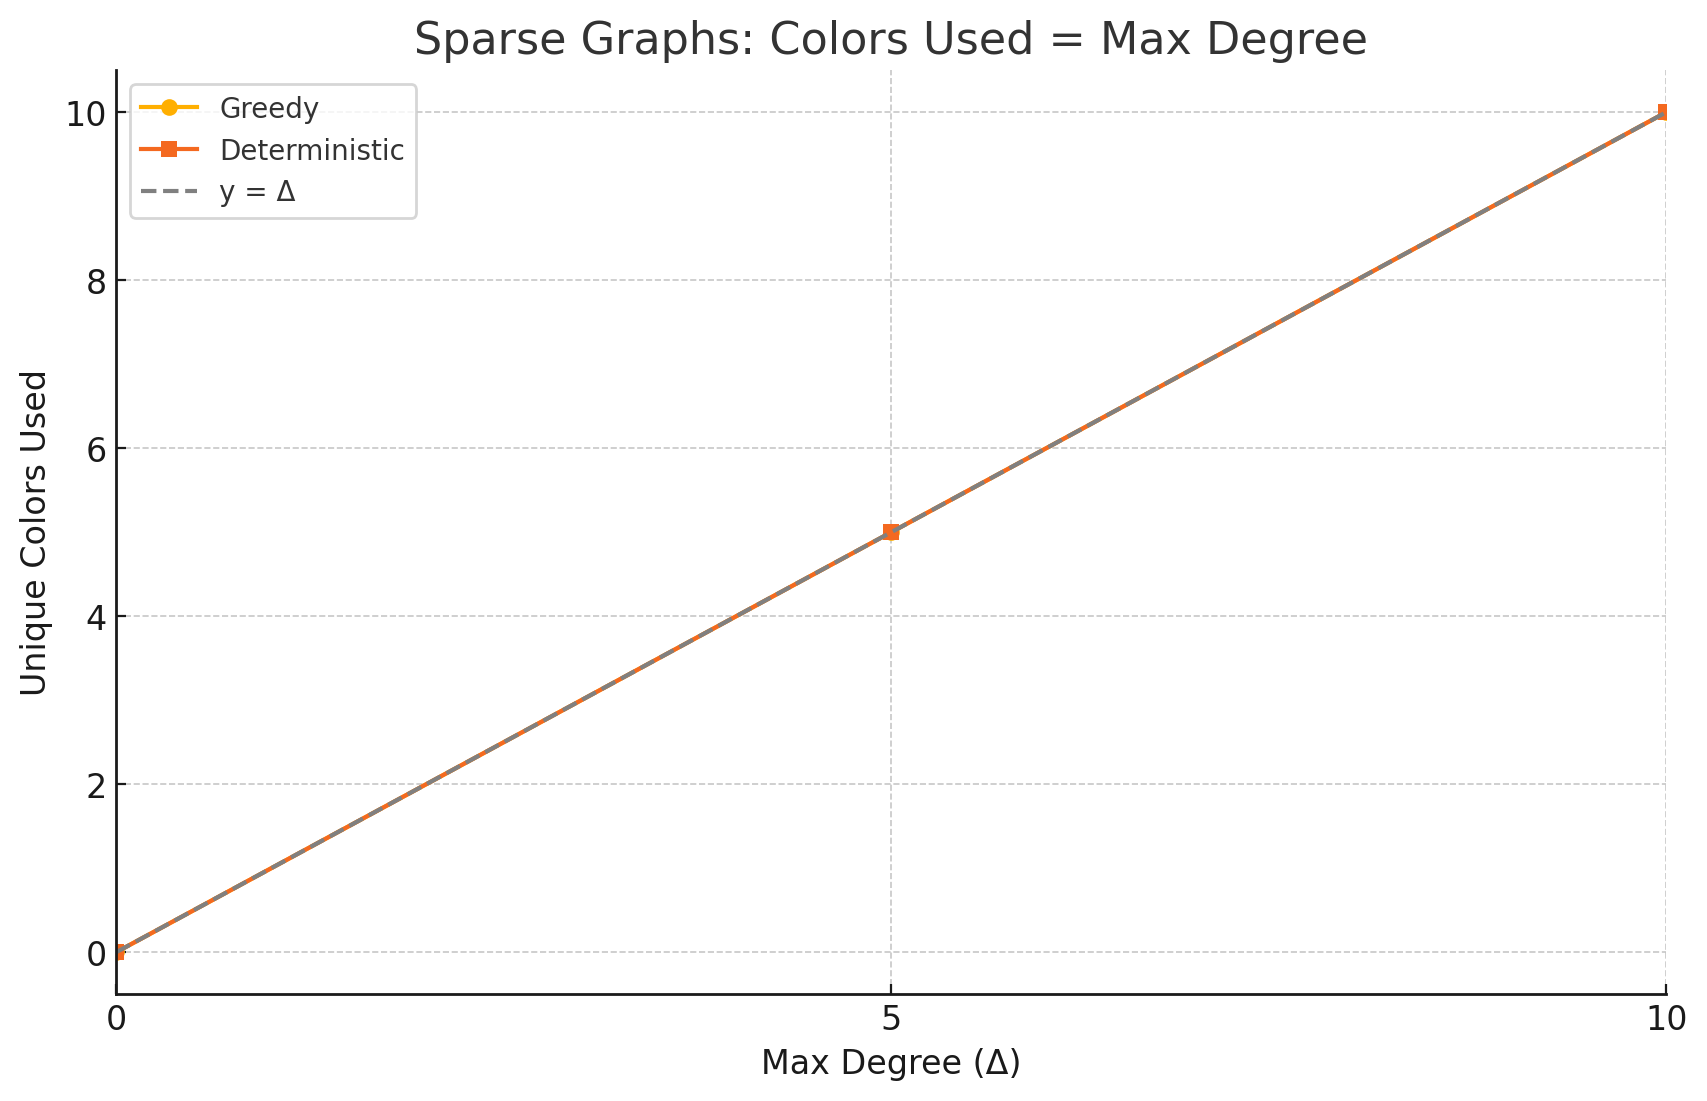 Sparse Graphs: Colors Used = Max Degree
Greedy
Deterministic
y = Δ
10
8
6
4
2
0
Unique Colors Used
0
5
10
Max Degree (Δ)